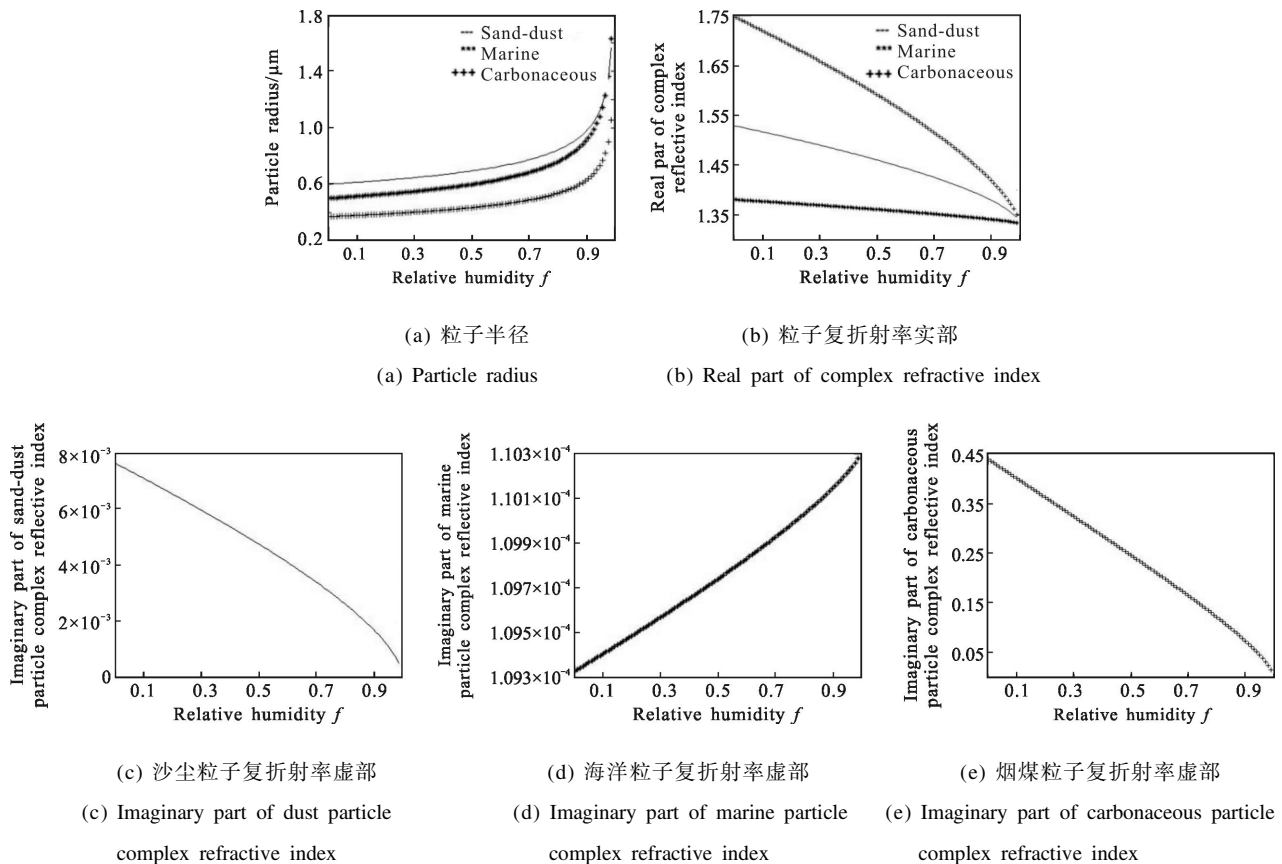 Particle radius/μm
1.8
1.4
1.0
0.6
0.2
Sand-dust
Marine
Carbonaceous
0.1 0.3 0.5 0.7 0.9
Relative humidity f
(a) 粒子半径
(a) Particle radius
Real par of complex
reflective index
1.75
1.65
1.55
1.45
1.35
Sand-dust
Marine
Carbonaceous
0.1 0.3 0.5 0.7 0.9
Relative humidity f
(b) 粒子复折射率实部
(b) Real part of complex refractive index
Imaginary part of sand-dust
particle complex reflective index
8×10⁻³
6×10⁻³
4×10⁻³
2×10⁻³
0
0.1 0.3 0.5 0.7 0.9
Relative humidity f
(c) 沙尘粒子复折射率虚部
(c) Imaginary part of dust particle
complex refractive index
Imaginary part of marine
particle complex reflective index
1.103×10⁻⁴
1.101×10⁻⁴
1.099×10⁻⁴
1.097×10⁻⁴
1.095×10⁻⁴
1.093×10⁻⁴
0.1 0.3 0.5 0.7 0.9
Relative humidity f
(d) 海洋粒子复折射率虚部
(d) Imaginary part of marine particle
complex refractive index
Imaginary part of carbonaceous
particle complex reflective index
0.45
0.35
0.25
0.15
0.05
0.1 0.3 0.5 0.7 0.9
Relative humidity f
(e) 烟煤粒子复折射率虚部
(e) Imaginary part of carbonaceous particle
complex refractive index